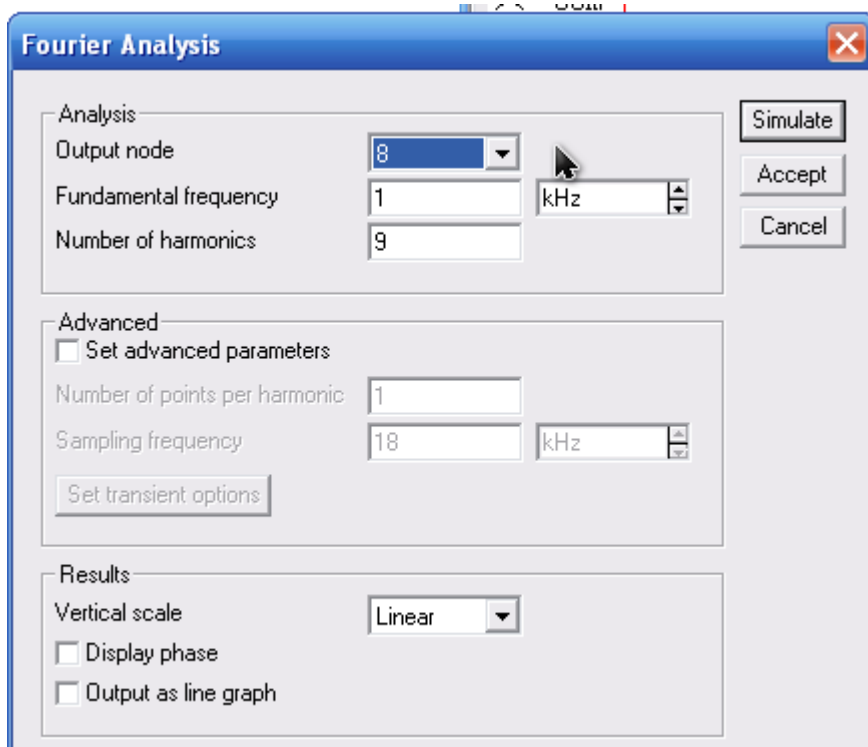 Fourier Analysis
Analysis
Simulate
Output node 8
Accept
Fundamental frequency 1 kHz
Cancel
Number of harmonics 9
Advanced
Set advanced parameters
Number of points per harmonic 1
Sampling frequency 18 kHz
Set transient options
Results
Vertical scale Linear
Display phase
Output as line graph